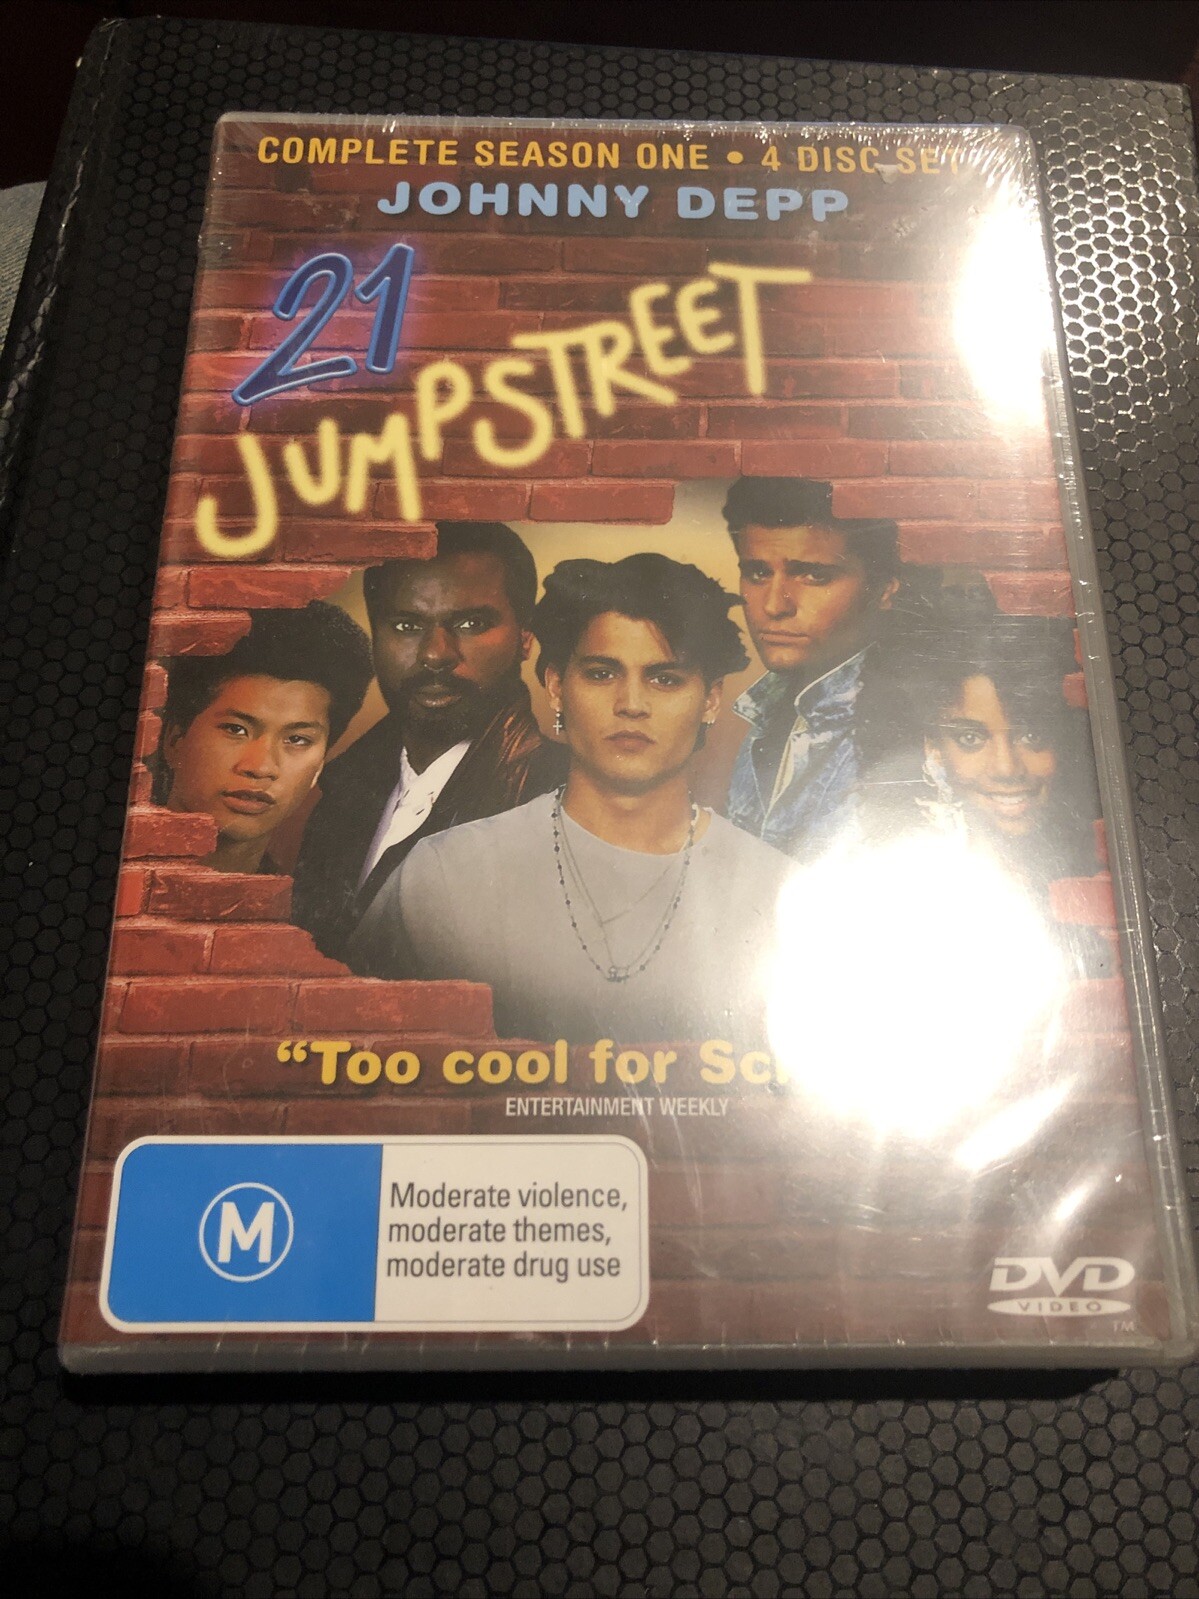 COMPLETE SEASON ONE • 4 DISC SET
JOHNNY DEPP
21
JUMPSTREET
“Too cool for
ENTERTAINMENT WEEKLY
M
Moderate violence,
moderate themes,
moderate drug use
DVD
VIDEO
TM